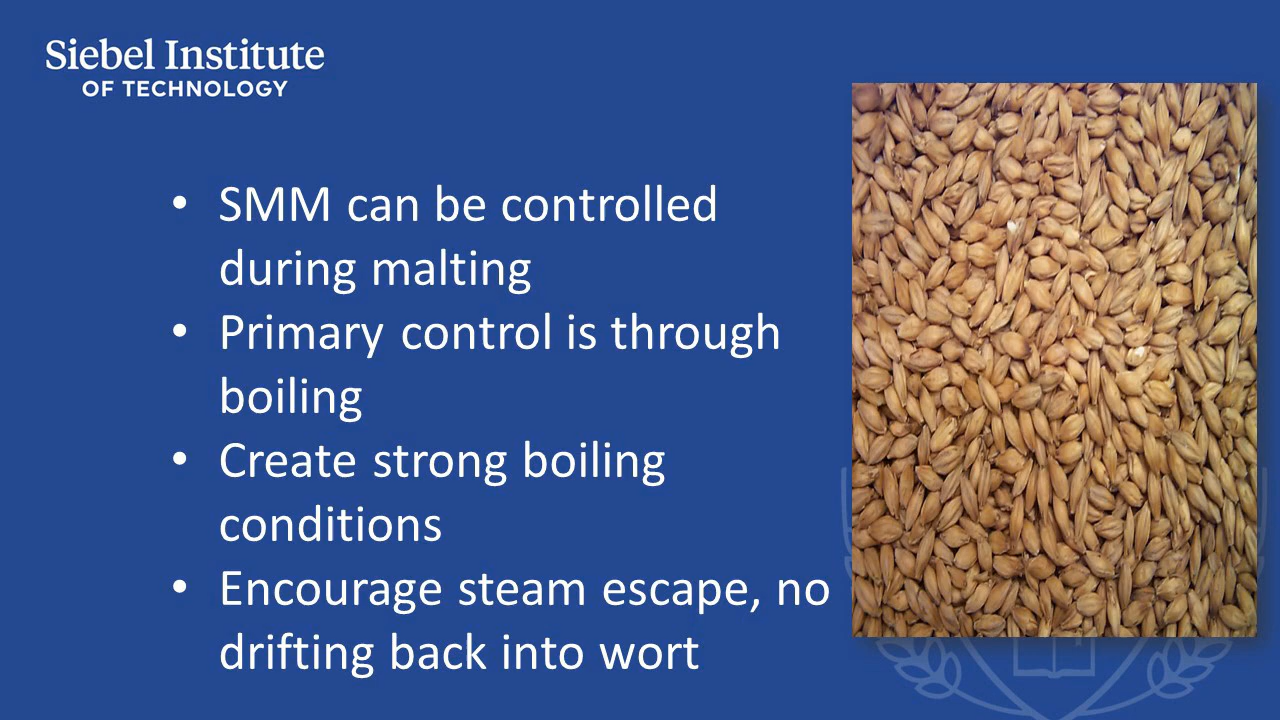 Siebel Institute
OF TECHNOLOGY
• SMM can be controlled
during malting
• Primary control is through
boiling
• Create strong boiling
conditions
• Encourage steam escape, no
drifting back into wort